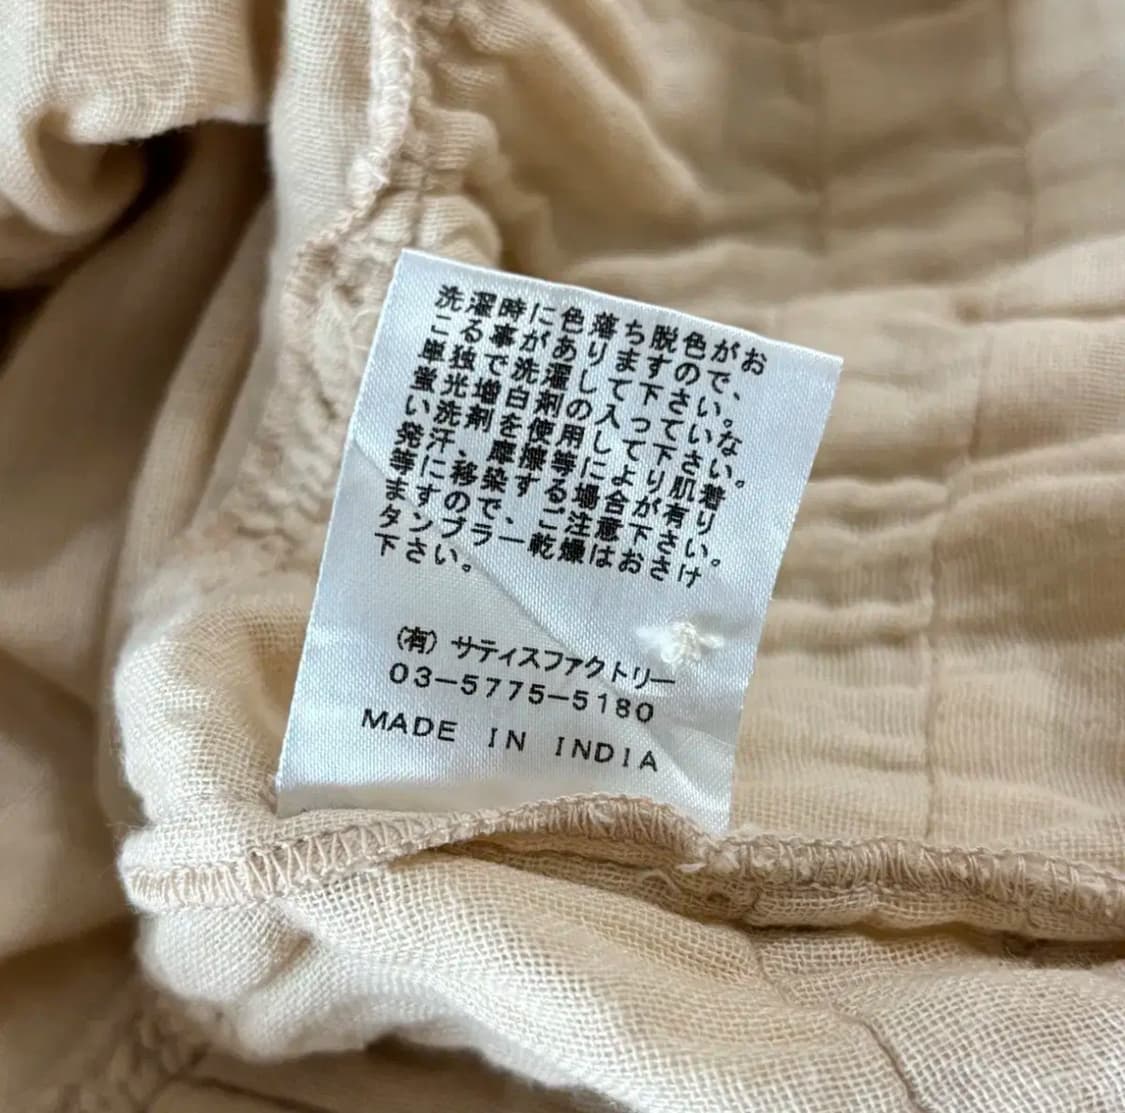 洗濯時に色落ち脱色がお
こる事がありますので、
単独で洗濯して下さい。
蛍光増白剤の入ってな
い洗剤を使用して下さい。
発汗、摩擦等により肌着
等に移染する場合が有り
ますので、ご注意下さい。
タンブラー乾燥はおさけ
下さい。
(有) サティスファクトリー
03-5775-5180
MADE IN INDIA